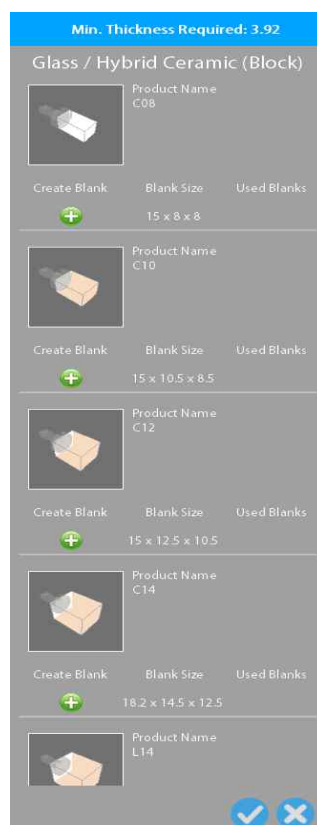 Min. Thickness Required: 3.92
Glass / Hybrid Ceramic (Block)
Product Name
C08
Create Blank Blank Size Used Blanks
15 x 8 x 8
Product Name
C10
Create Blank Blank Size Used Blanks
15 x 10.5 x 8.5
Product Name
C12
Create Blank Blank Size Used Blanks
15 x 12.5 x 10.5
Product Name
C14
Create Blank Blank Size Used Blanks
18.2 x 14.5 x 12.5
Product Name
L14